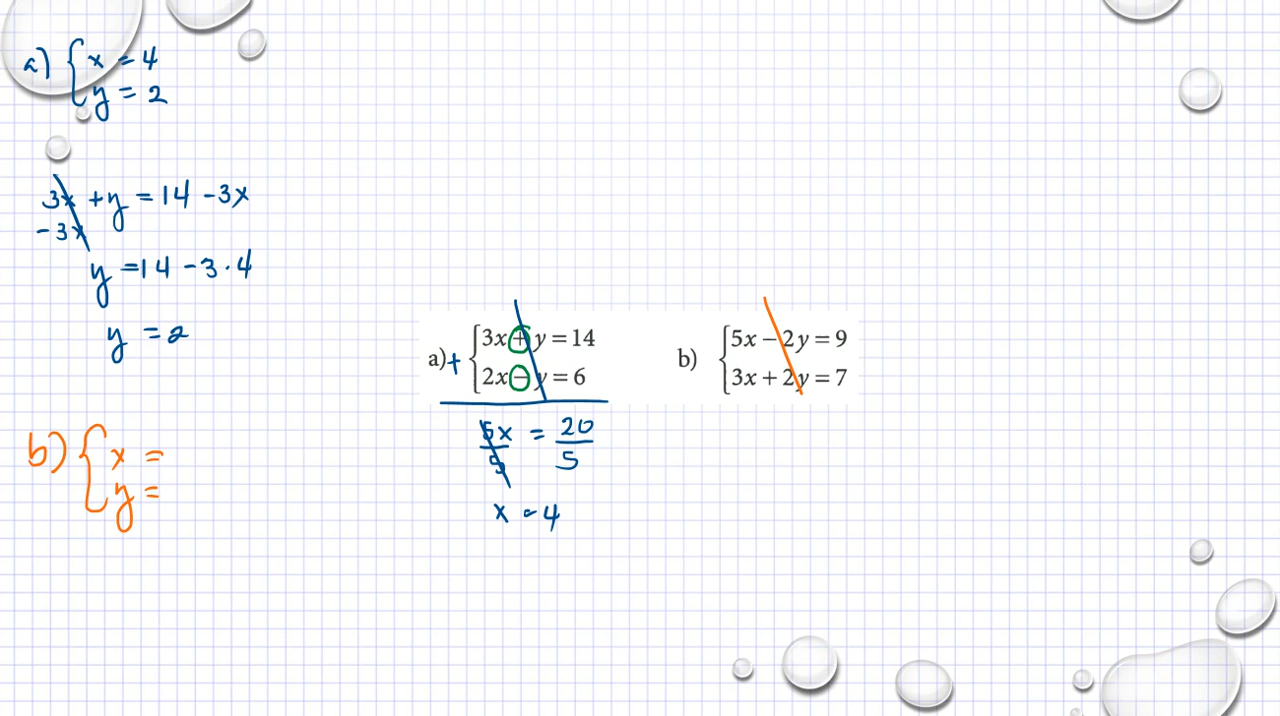 a) { x = 4
y = 2
3x + y = 14 - 3x
- 3x
y = 14 - 3 · 4
y = 2
a) + { 3x + y = 14
2x − y = 6
5x = 20
5 5
x = 4
b) { 5x − 2y = 9
3x + 2y = 7
b) { x =
y =